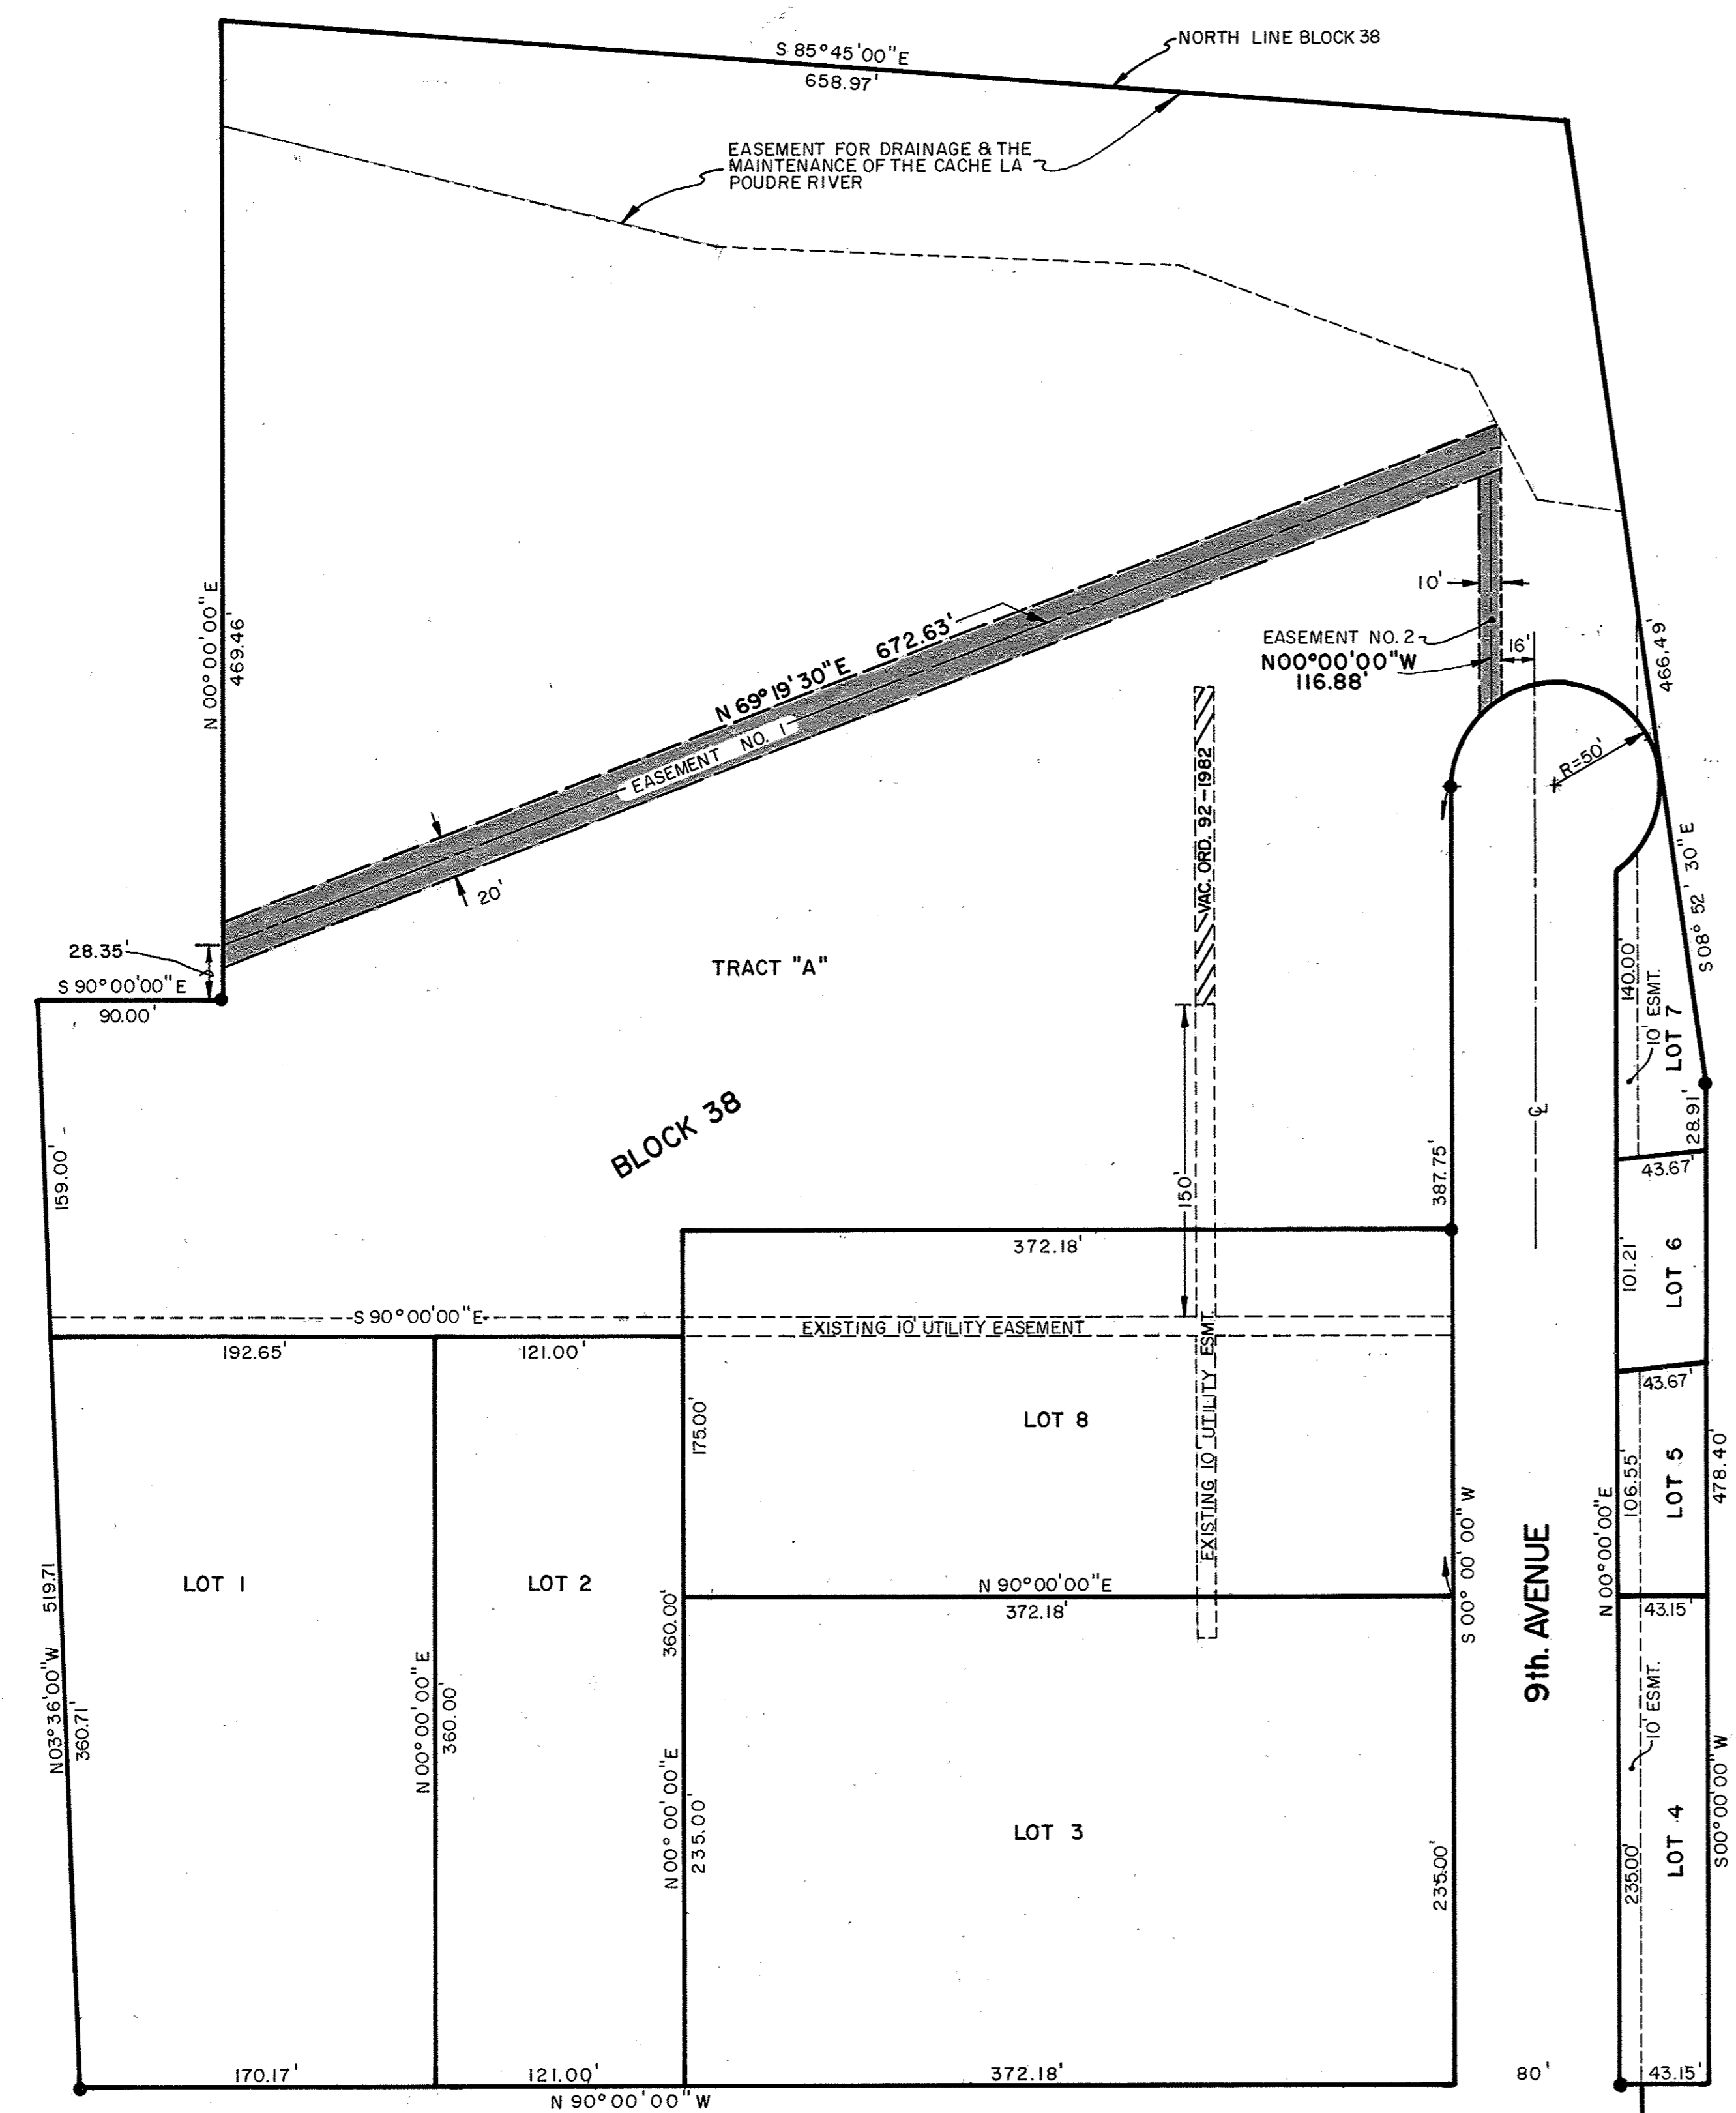 S 85°45'00"E
658.97'
NORTH LINE BLOCK 38
EASEMENT FOR DRAINAGE & THE
MAINTENANCE OF THE CACHE LA
POUDRE RIVER
N 00°00'00"E
469.46'
N 69°19'30"E 672.63'
EASEMENT NO. 1
20'
10'
EASEMENT NO. 2
N00°00'00"W
116.88'
16'
466.49'
R=50'
VAC. ORD. 92-1982
S 08° 52' 30"E
28.35'
S 90°00'00"E
90.00'
TRACT "A"
140.00'
10' ESMT.
LOT 7
28.91'
43.67'
BLOCK 38
159.00'
150'
387.75'
℄
372.18'
101.21'
LOT 6
S 90°00'00"E
EXISTING 10' UTILITY EASEMENT
192.65'
121.00'
43.67'
175.00'
LOT 8
EXISTING 10' UTILITY ESM'T.
106.55'
LOT 5
478.40'
N 00°00'00"E
S 00° 00' 00" W
9th. AVENUE
LOT 1
LOT 2
N 90°00'00"E
372.18'
43.15'
N03°36'00"W 519.71
360.71'
N 00°00'00"E
360.00'
360.00'
N 00°00'00"E
235.00'
LOT 3
235.00'
10' ESMT.
235.00'
LOT 4
S 00°00'00"W
170.17'
121.00'
372.18'
80'
43.15'
N 90°00'00"W